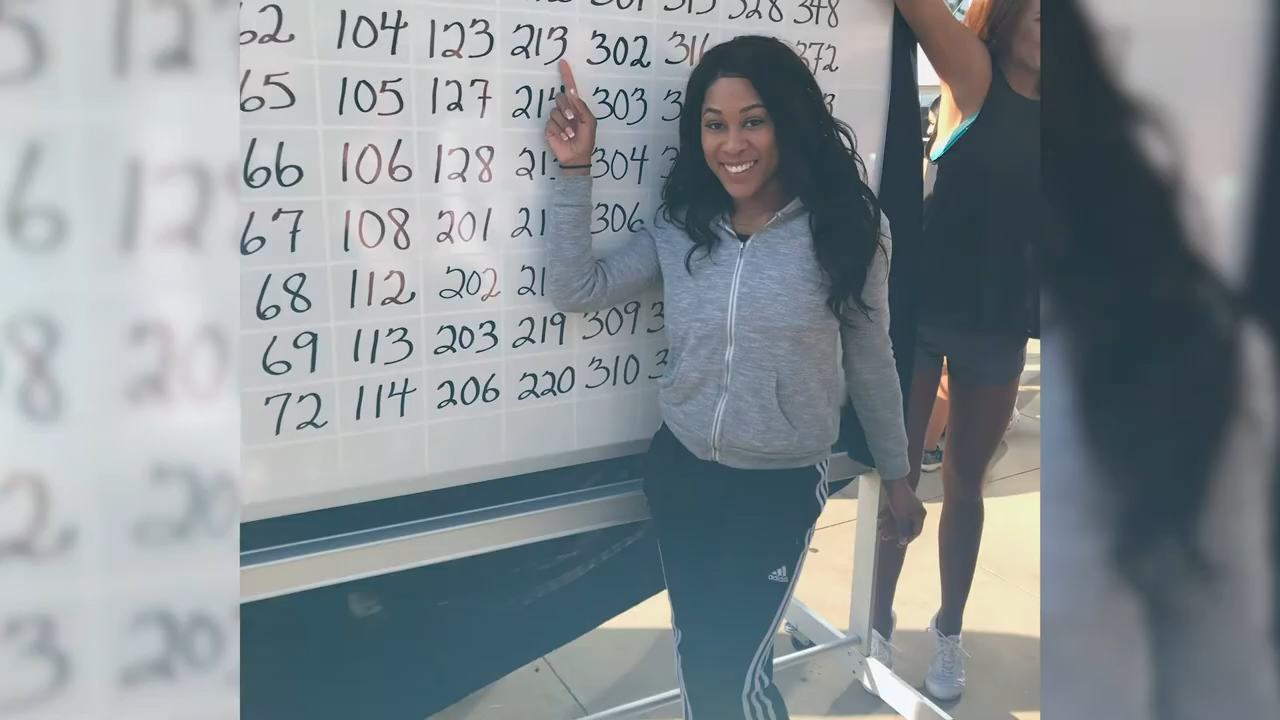 348
62 104 123 213 302 316 372
65 105 127 303
66 106 128 304
67 108 201 306
68 112 202
69 113 203 219 309
72 114 206 220 310
adidas